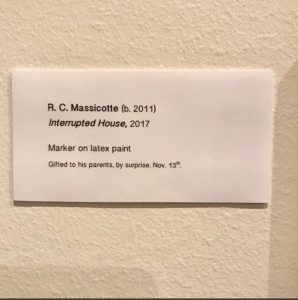 R. C. Massicotte (b. 2011)
Interrupted House, 2017
Marker on latex paint
Gifted to his parents, by surprise. Nov. 13th.